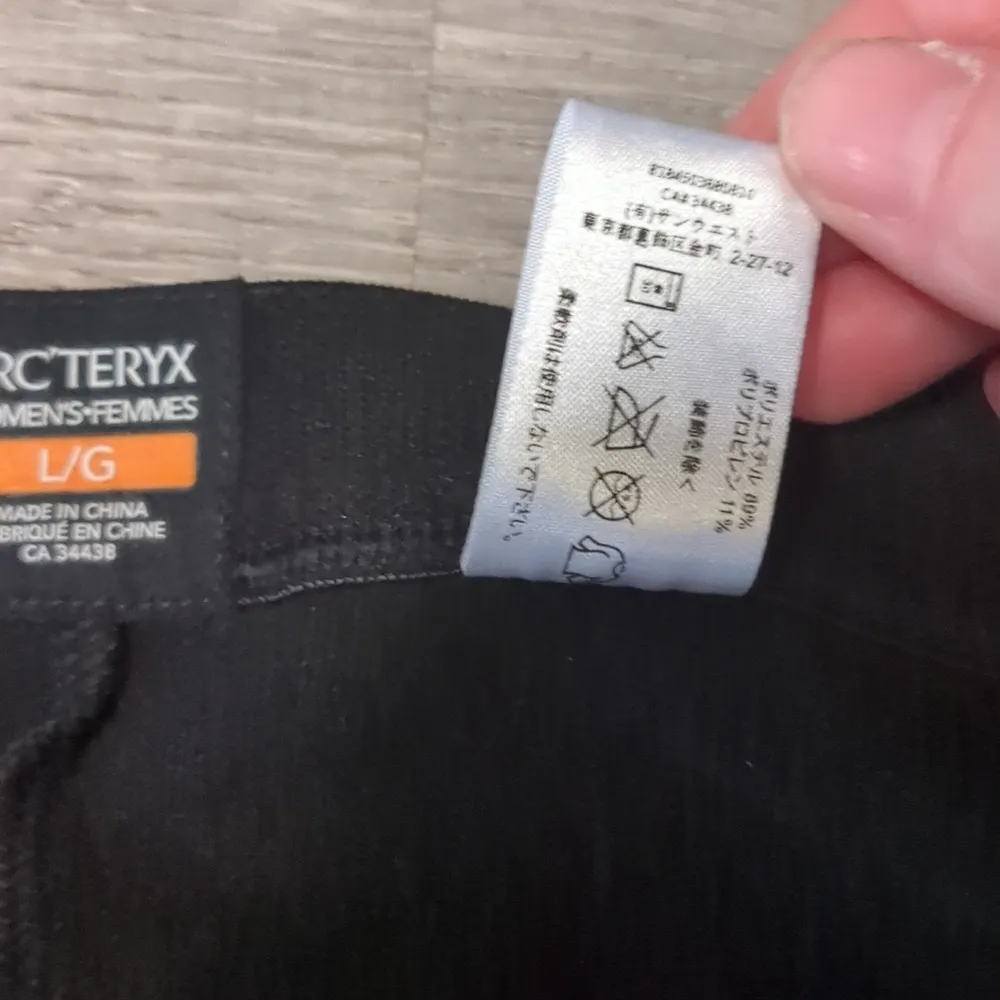 RC'TERYX
OMEN'S•FEMMES
L/G
MADE IN CHINA
BRIQUÉ EN CHINE
CA 34438
CA# 34438
(有)サンウエスト
東京都葛飾区金町 2-27-12
柔軟剤は使用しないで下さい。
装飾を除く
ポリエステル 89%
ポリプロピレン 11%